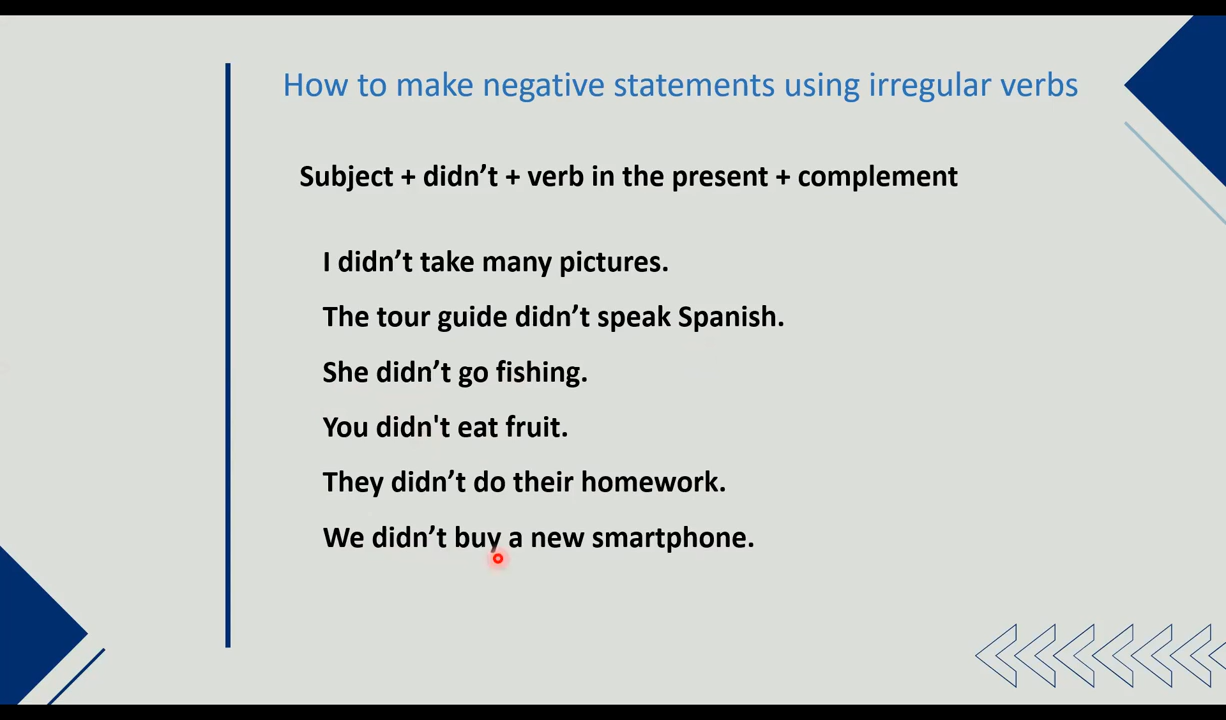 How to make negative statements using irregular verbs
Subject + didn’t + verb in the present + complement
I didn’t take many pictures.
The tour guide didn’t speak Spanish.
She didn’t go fishing.
You didn't eat fruit.
They didn’t do their homework.
We didn’t buy a new smartphone.